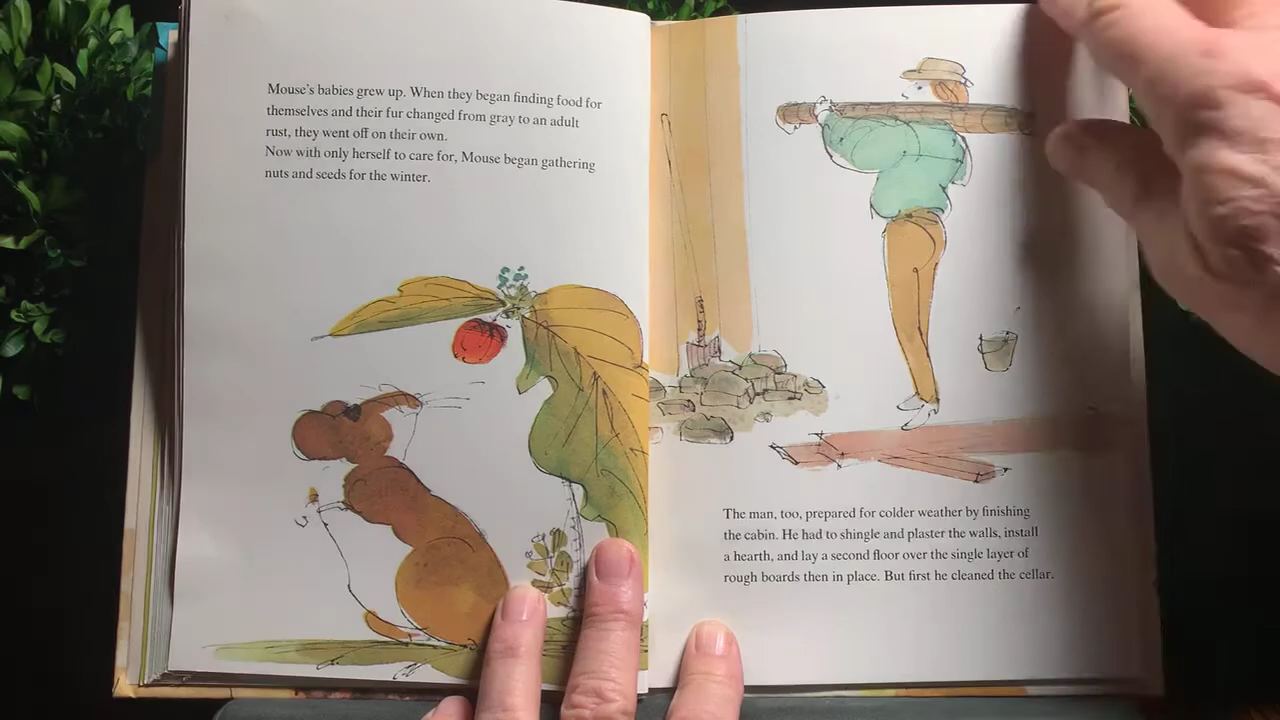 Mouse's babies grew up. When they began finding food for
themselves and their fur changed from gray to an adult
rust, they went off on their own.
Now with only herself to care for, Mouse began gathering
nuts and seeds for the winter.
The man, too, prepared for colder weather by finishing
the cabin. He had to shingle and plaster the walls, install
a hearth, and lay a second floor over the single layer of
rough boards then in place. But first he cleaned the cellar.